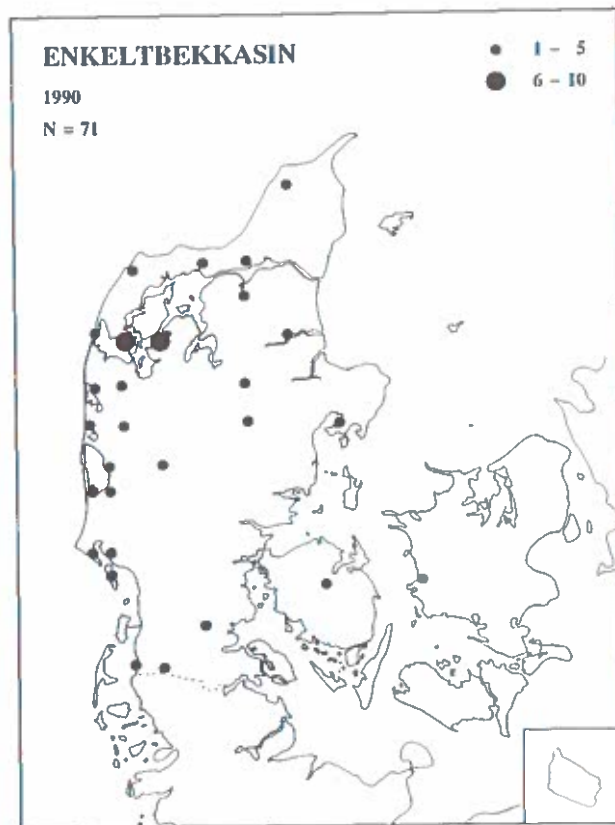 ENKELTBEKKASIN
1990
N = 71
1 – 5
6 – 10